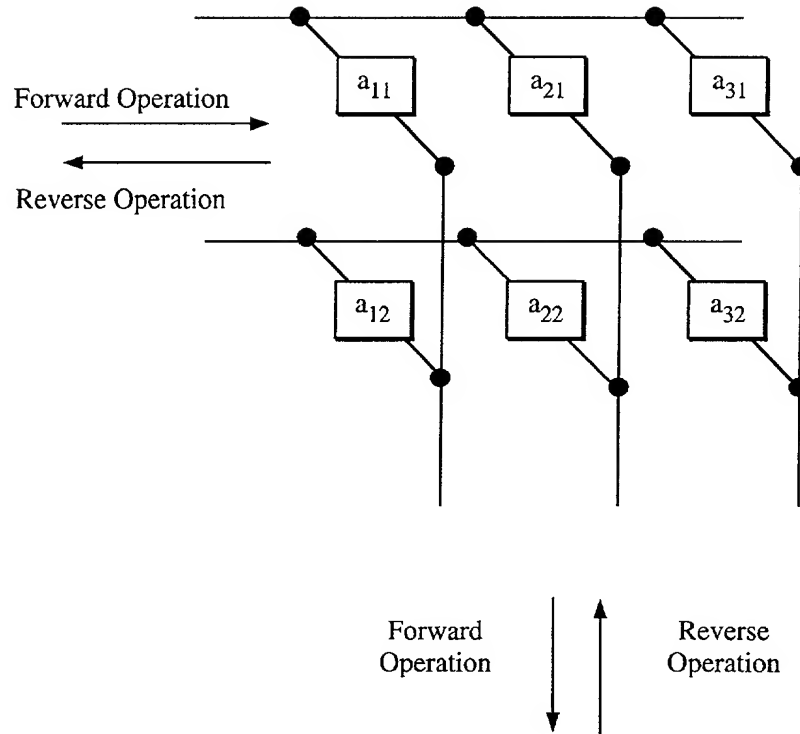 a11 a21 a31
Forward Operation
Reverse Operation
a12 a22 a32
Forward
Operation
Reverse
Operation